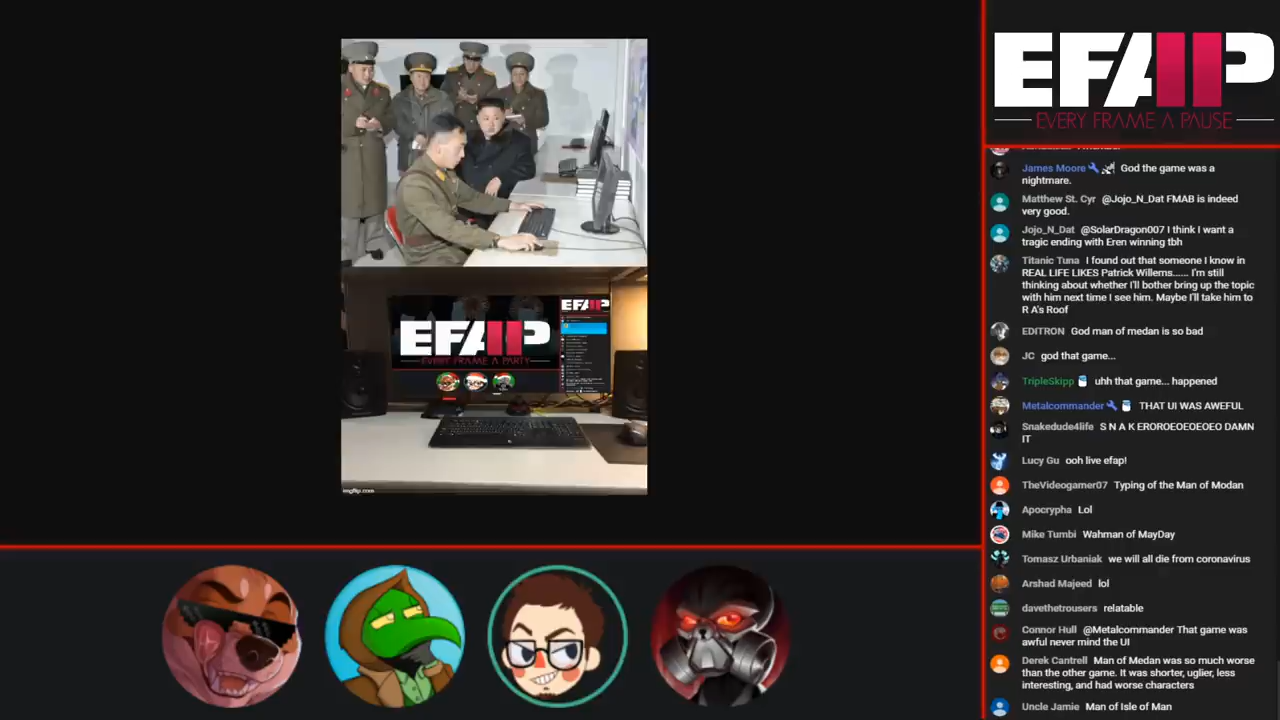 EFAP
EVERY FRAME A PAUSE
James Moore God the game was a
nightmare.
Matthew St. Cyr @Jojo_N_Dat FMAB is indeed
very good.
Jojo_N_Dat @SolarDragon007 I think I want a
tragic ending with Eren winning tbh
Titanic Tuna I found out that someone I know in
REAL LIFE LIKES Patrick Willems...... I'm still
thinking about whether I'll bother bring up the topic
with him next time I see him. Maybe I'll take him to
R A's Roof
EDITRON God man of medan is so bad
JC god that game...
TripleSkipp uhh that game... happened
Metalcommander THAT UI WAS AWEFUL
Snakedude4life S N A K EROROEOEOEOEO DAMN
IT
Lucy Gu ooh live efap!
TheVideogamer07 Typing of the Man of Modan
Apocrypha Lol
Mike Tumbi Wahman of MayDay
Tomasz Urbaniak we will all die from coronavirus
Arshad Majeed lol
davethetrousers relatable
Connor Hull @Metalcommander That game was
awful never mind the UI
Derek Cantrell Man of Medan was so much worse
than the other game. It was shorter, uglier, less
interesting, and had worse characters
Uncle Jamie Man of Isle of Man
EFAP
EVERY FRAME A PARTY
EFAP
imgflip.com